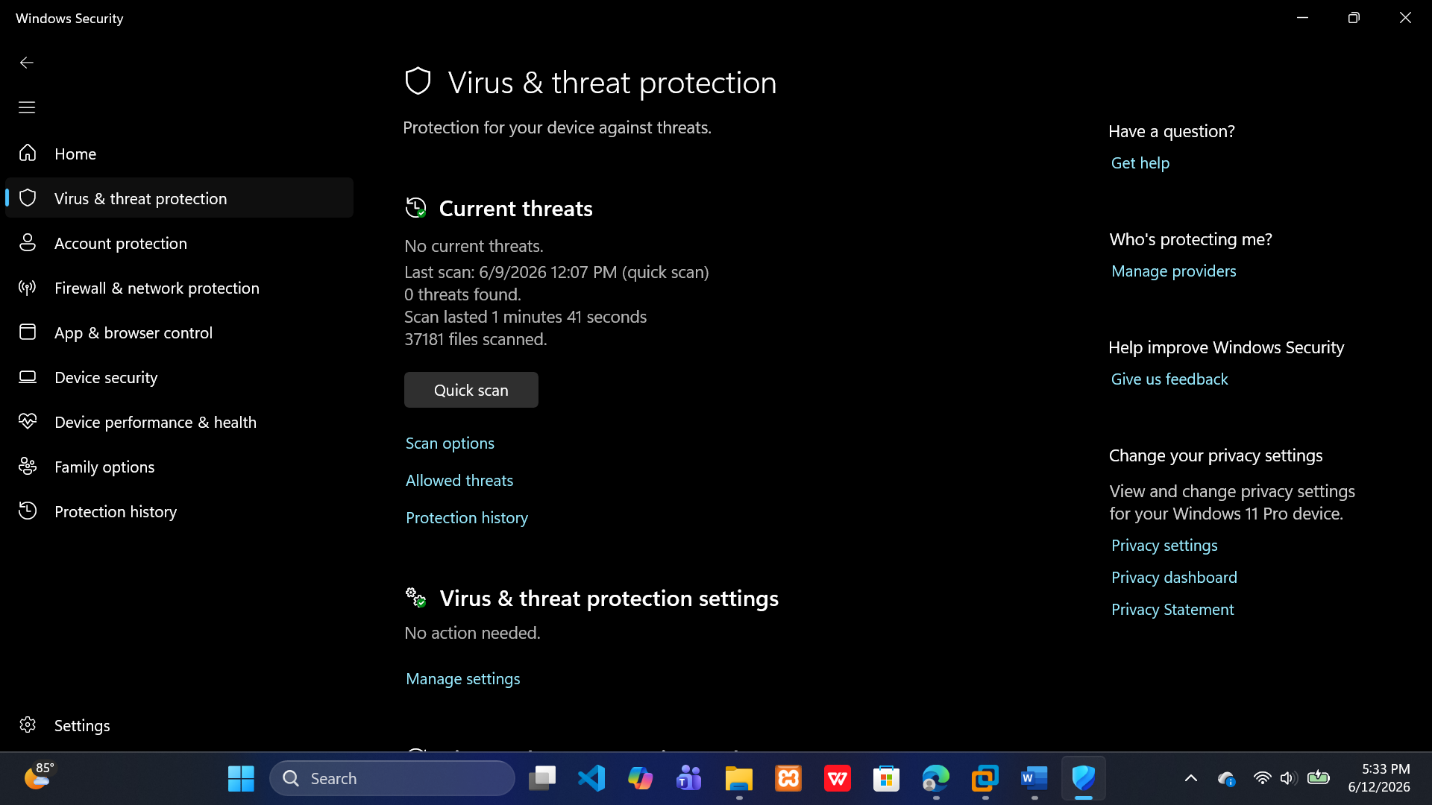 Windows Security
Home
Virus & threat protection
Account protection
Firewall & network protection
App & browser control
Device security
Device performance & health
Family options
Protection history
Settings
Virus & threat protection
Protection for your device against threats.
Current threats
No current threats.
Last scan: 6/9/2026 12:07 PM (quick scan)
0 threats found.
Scan lasted 1 minutes 41 seconds
37181 files scanned.
Quick scan
Scan options
Allowed threats
Protection history
Virus & threat protection settings
No action needed.
Manage settings
Have a question?
Get help
Who's protecting me?
Manage providers
Help improve Windows Security
Give us feedback
Change your privacy settings
View and change privacy settings
for your Windows 11 Pro device.
Privacy settings
Privacy dashboard
Privacy Statement
85°
Search
5:33 PM
6/12/2026